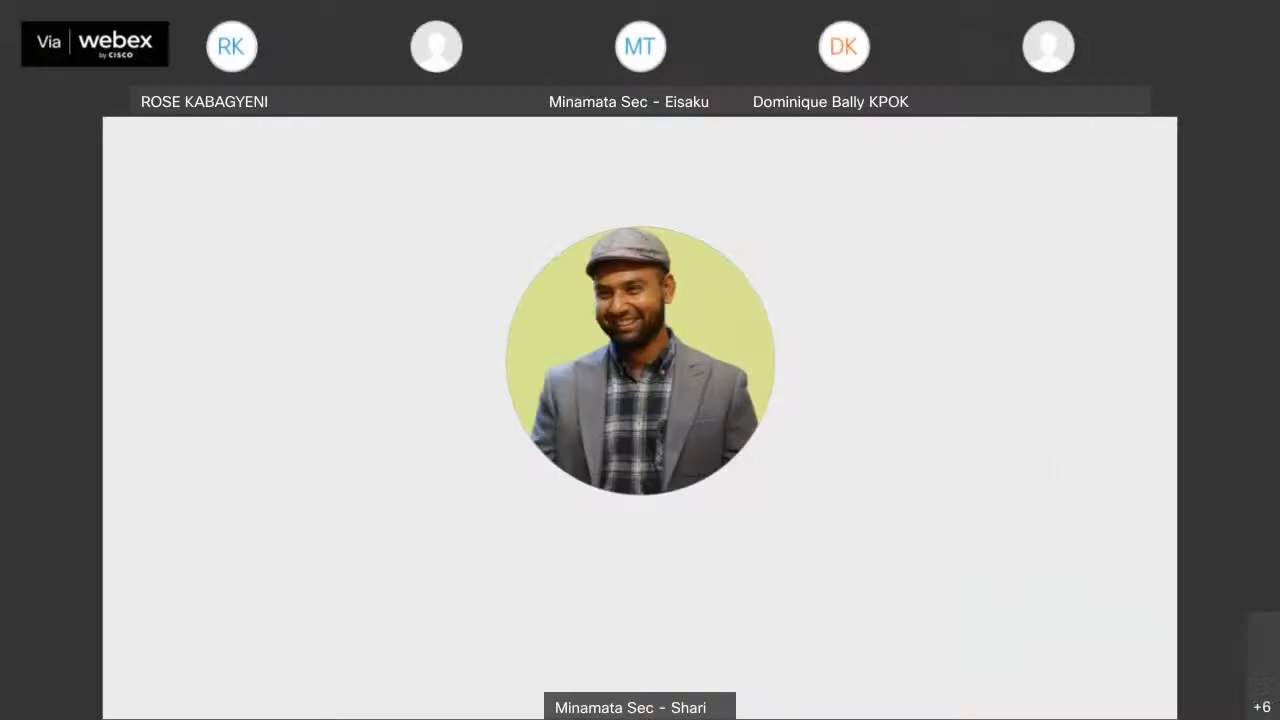 Via webex
by CISCO
RK
MT
DK
ROSE KABAGYENI
Minamata Sec - Eisaku
Dominique Bally KPOK
Minamata Sec - Shari
+6